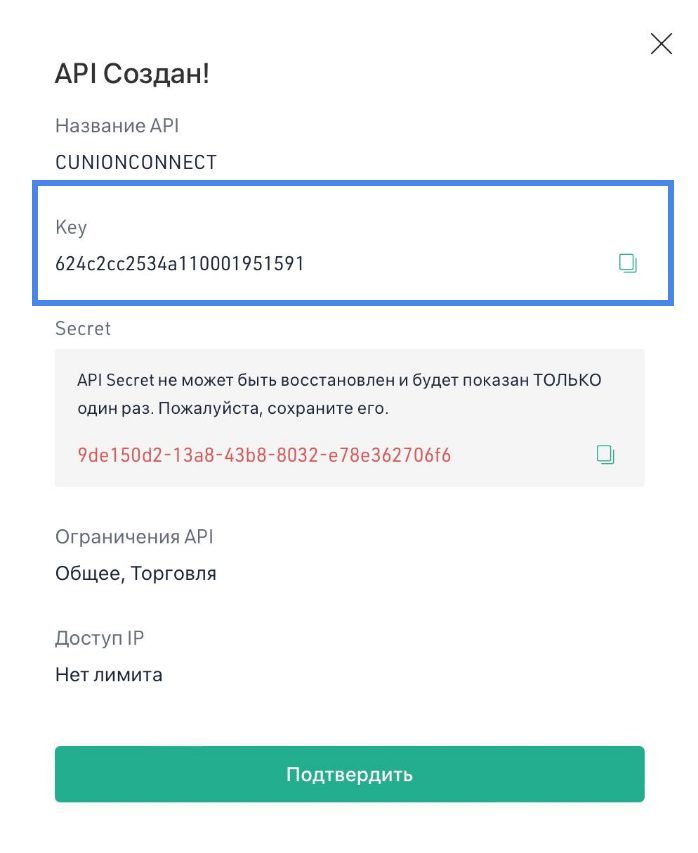 API Создан!
Название API
CUNIONCONNECT
Key
624c2cc2534a110001951591
Secret
API Secret не может быть восстановлен и будет показан ТОЛЬКО
один раз. Пожалуйста, сохраните его.
9de150d2-13a8-43b8-8032-e78e362706f6
Ограничения API
Общее, Торговля
Доступ IP
Нет лимита
Подтвердить